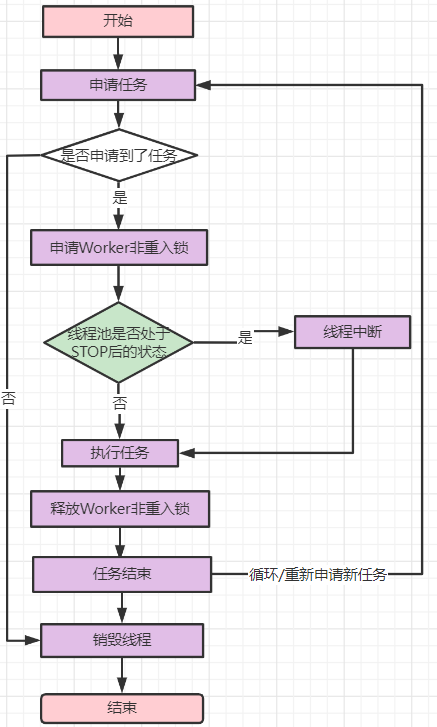 开始
申请任务
是否申请到了任务
是
申请Worker非重入锁
线程池是否处于
STOP后的状态
是
线程中断
否
否
执行任务
释放Worker非重入锁
任务结束
循环/重新申请新任务
销毁线程
结束